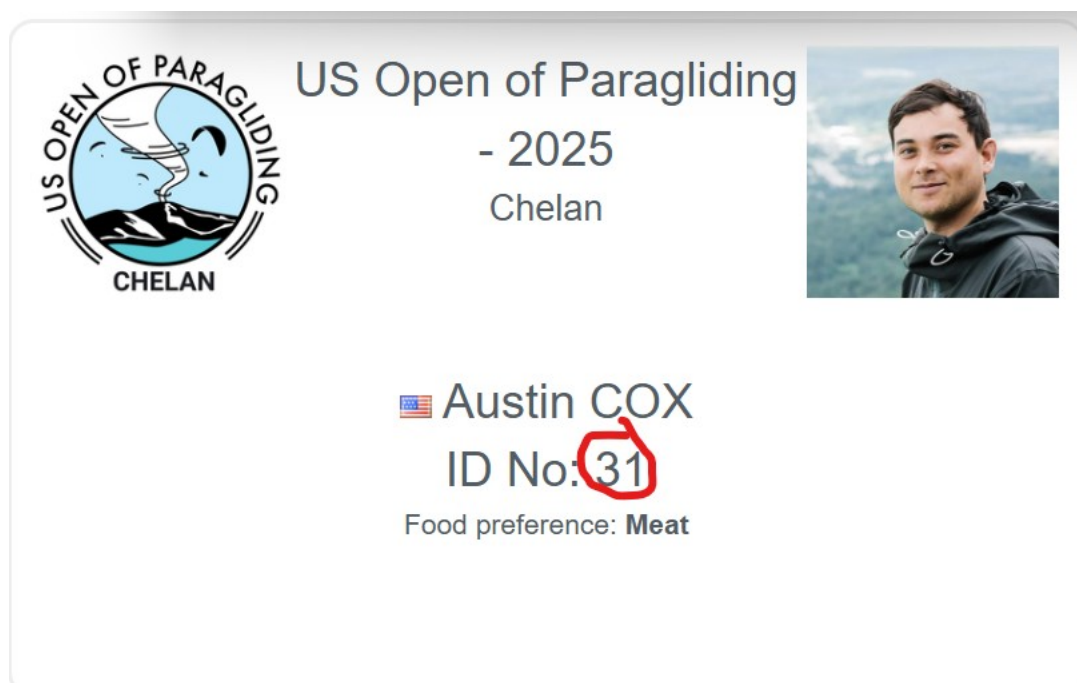 US OPEN OF PARAGLIDING
CHELAN
US Open of Paragliding
- 2025
Chelan
Austin COX
ID No: 31
Food preference: Meat